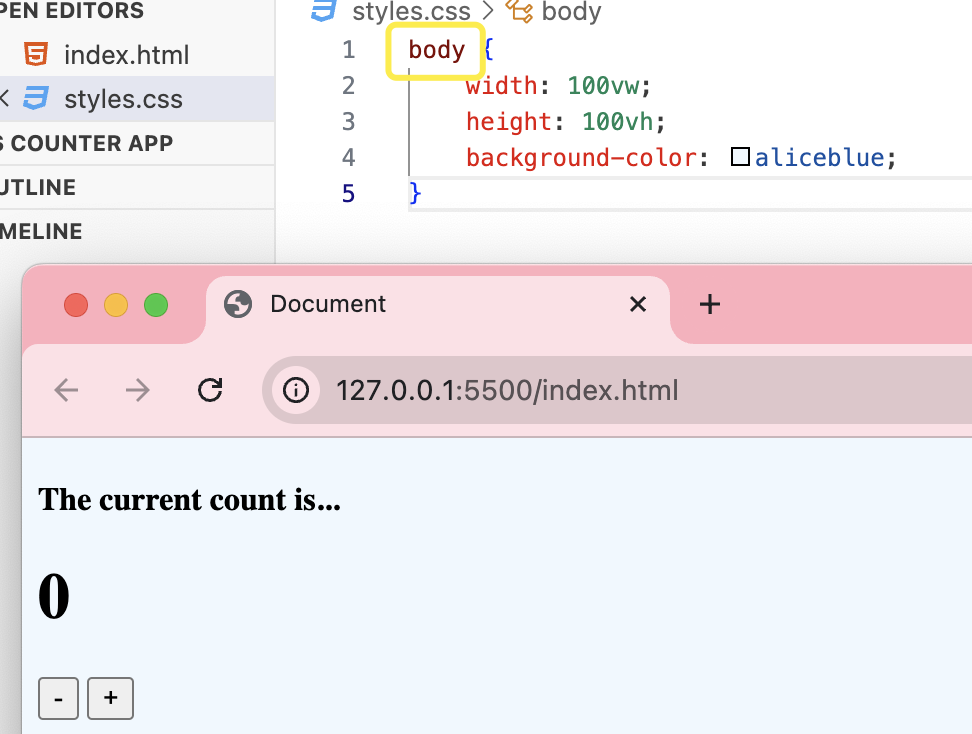 PEN EDITORS
index.html
styles.css
S COUNTER APP
UTLINE
MELINE
styles.css > body
1 body {
2 width: 100vw;
3 height: 100vh;
4 background-color: aliceblue;
5 }
Document
127.0.0.1:5500/index.html
The current count is...
0
- +